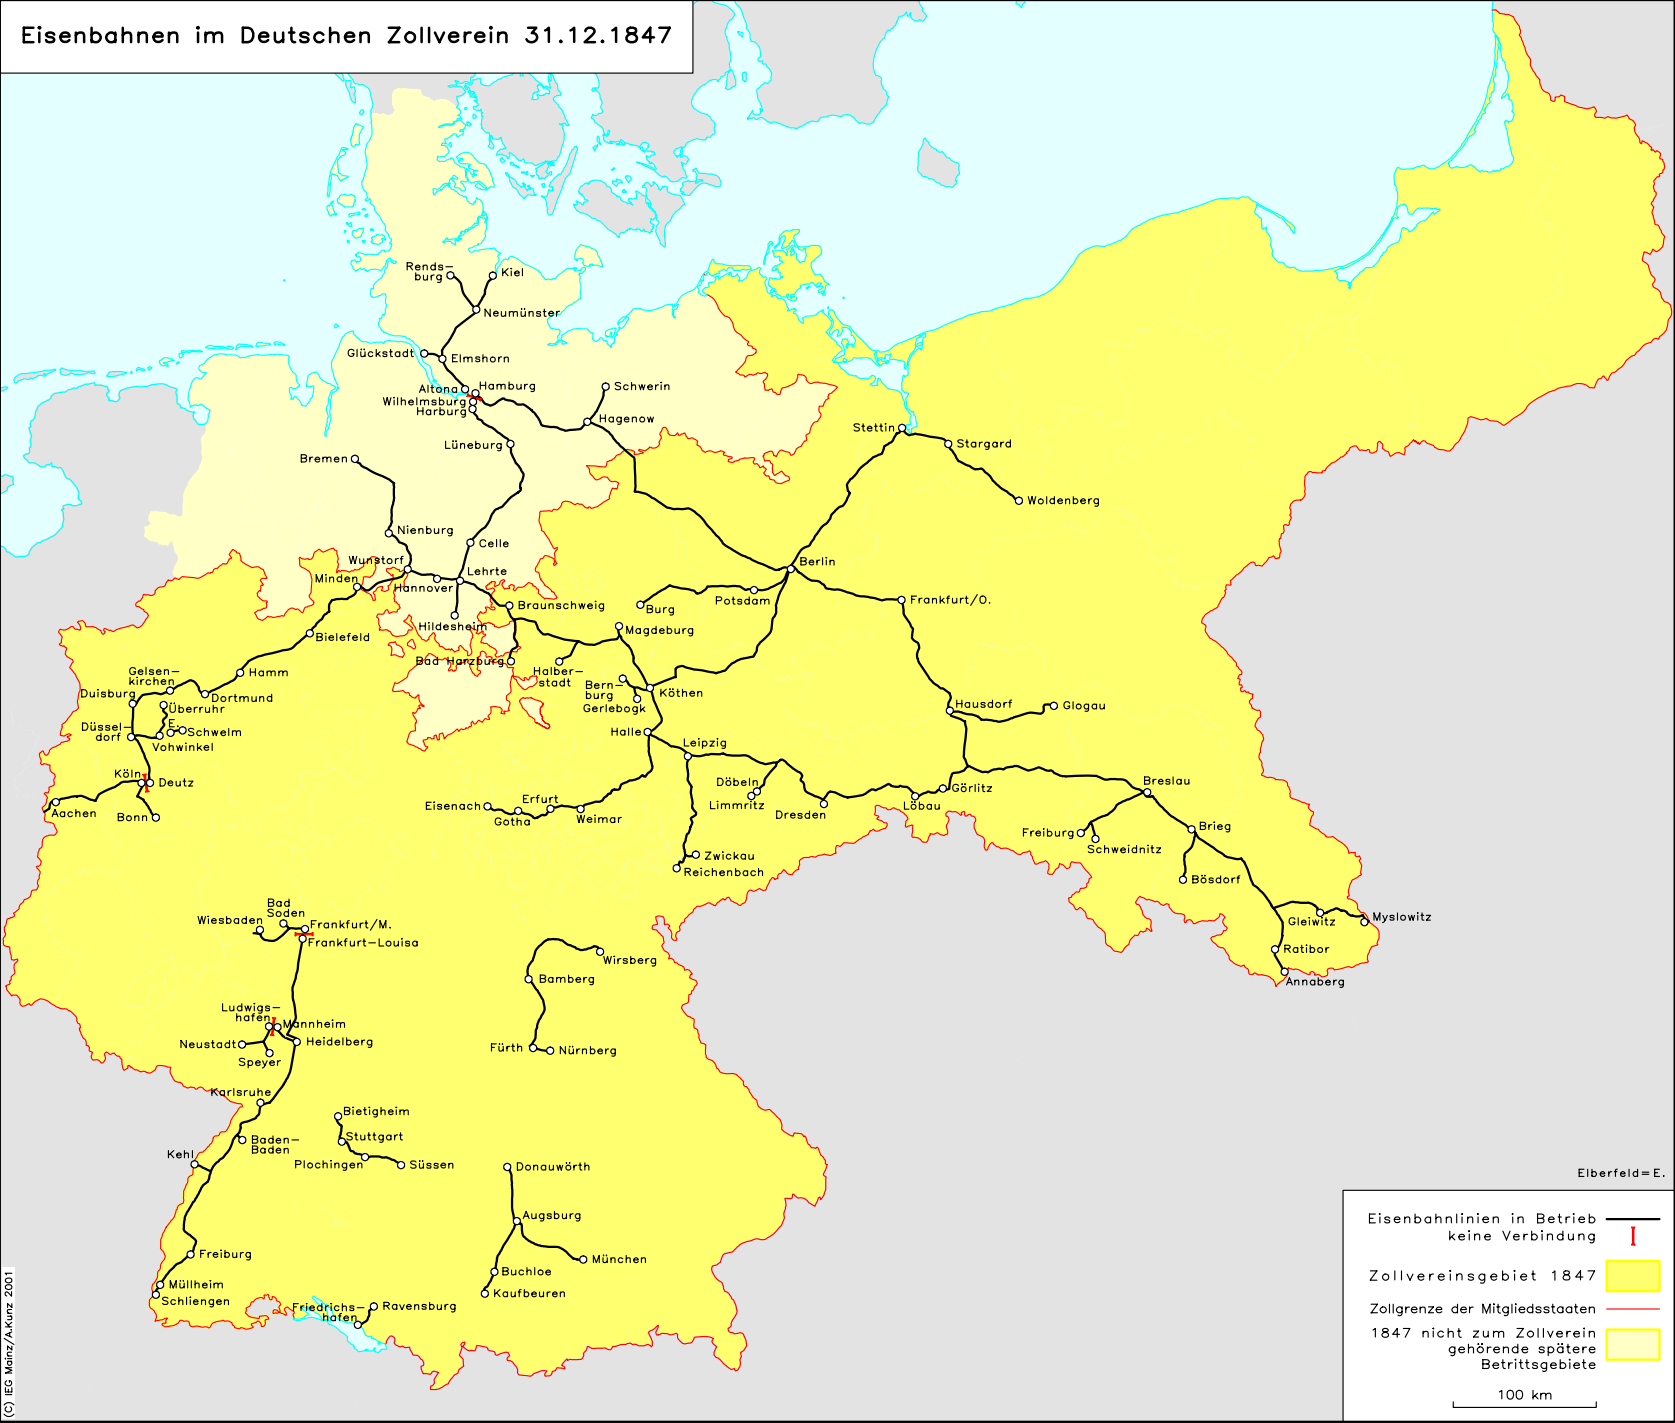 Eisenbahnen im Deutschen Zollverein 31.12.1847
Rends-
burg
Kiel
Neumünster
Glückstadt
Elmshorn
Altona
Hamburg
Wilhelmsburg
Harburg
Schwerin
Hagenow
Lüneburg
Bremen
Stettin
Stargard
Woldenberg
Nienburg
Celle
Wunstorf
Lehrte
Minden
Hannover
Berlin
Braunschweig
Burg
Potsdam
Frankfurt/O.
Hildesheim
Magdeburg
Bielefeld
Bad Harzburg
Halber-
stadt
Hamm
Gelsen-
kirchen
Bern-
burg
Köthen
Gerlebogk
Duisburg
Dortmund
Überruhr
Hausdorf
Glogau
Düssel-
dorf
E.
Schwelm
Vohwinkel
Halle
Leipzig
Köln
Deutz
Döbeln
Limmritz
Görlitz
Breslau
Aachen
Bonn
Eisenach
Erfurt
Gotha
Weimar
Dresden
Löbau
Freiburg
Schweidnitz
Brieg
Zwickau
Reichenbach
Bösdorf
Bad
Soden
Wiesbaden
Frankfurt/M.
Frankfurt-Louisa
Gleiwitz
Myslowitz
Ratibor
Annaberg
Wirsberg
Bamberg
Ludwigs-
hafen
Mannheim
Neustadt
Speyer
Heidelberg
Fürth
Nürnberg
Karlsruhe
Bietigheim
Baden-
Baden
Stuttgart
Kehl
Plochingen
Süssen
Donauwörth
Augsburg
Freiburg
München
Müllheim
Schliengen
Buchloe
Kaufbeuren
Friedrichs-
hafen
Ravensburg
Elberfeld=E.
Eisenbahnlinien in Betrieb
keine Verbindung
Zollvereinsgebiet 1847
Zollgrenze der Mitgliedsstaaten
1847 nicht zum Zollverein
gehörende spätere
Betrittsgebiete
100 km
(C) IEG Mainz/A.Kunz 2001